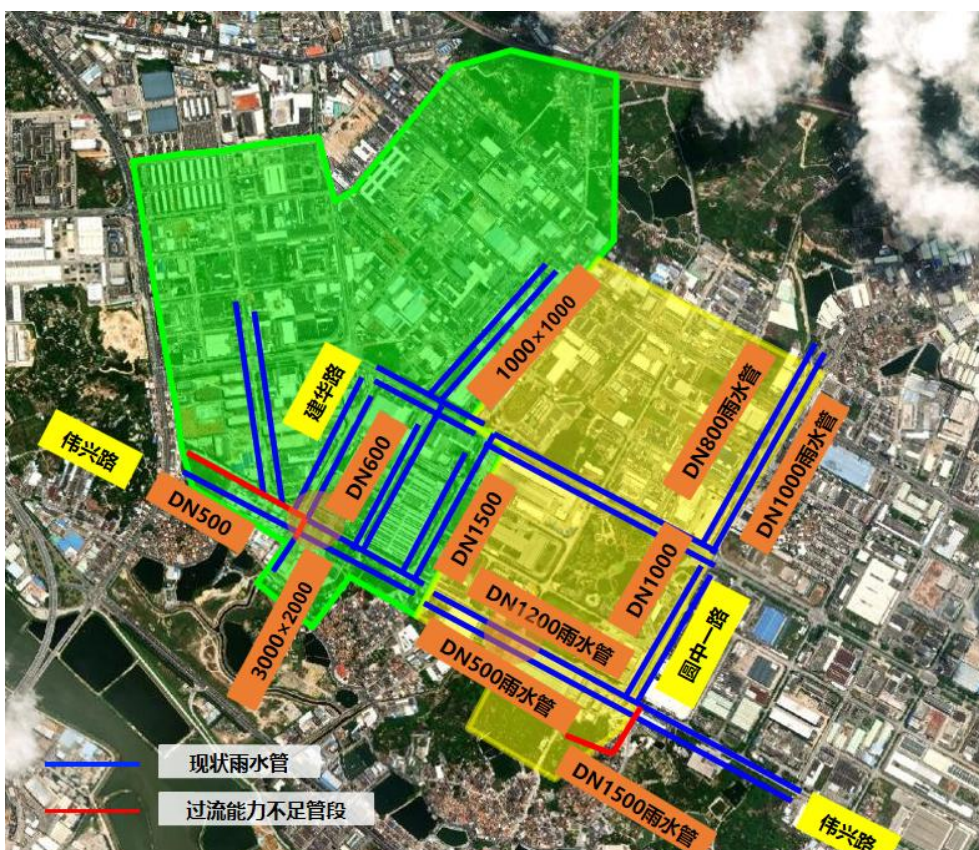 1000×1000
建华路
DN800雨水管
伟兴路
DN600
DN1000雨水管
DN500
DN1500
DN1000
DN1200雨水管
3000×2000
DN500雨水管
圆中一路
现状雨水管
过流能力不足管段
DN1500雨水管
伟兴路